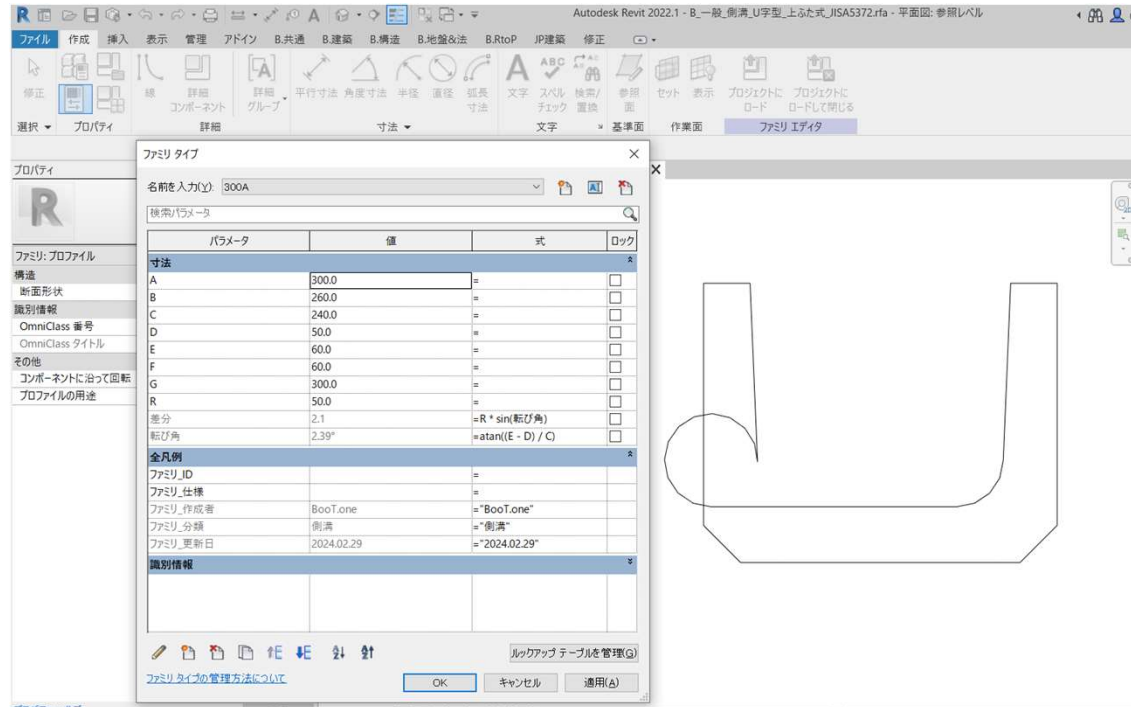 Autodesk Revit 2022.1 - B_一般_側溝_U字型_上ぶた式_JISA5372.rfa - 平面図: 参照レベル
ファイル 作成 挿入 表示 管理 アドイン B.共通 B.建築 B.構造 B.地盤&法 B.RtoP JP建築 修正
修正 線 詳細 コンポーネント 詳細 グループ 平行寸法 角度寸法 半径 直径 弧長 寸法 文字 スペル チェック 検索/ 置換 参照 面 セット 表示 プロジェクトに ロード プロジェクトに ロードして閉じる
選択 プロパティ 詳細 寸法 文字 基準面 作業面 ファミリ エディタ
プロパティ
ファミリ: プロファイル
構造
断面形状
識別情報
OmniClass 番号
OmniClass タイトル
その他
コンポーネントに沿って回転
プロファイルの用途
ファミリ タイプ
名前を入力(Y): 300A
検索パラメータ
パラメータ 値 式 ロック
寸法
A 300.0 =
B 260.0 =
C 240.0 =
D 50.0 =
E 60.0 =
F 60.0 =
G 300.0 =
R 50.0 =
差分 2.1 =R * sin(転び角)
転び角 2.39° =atan((E - D) / C)
全凡例
ファミリ_ID =
ファミリ_仕様 =
ファミリ_作成者 BooT.one ="BooT.one"
ファミリ_分類 側溝 ="側溝"
ファミリ_更新日 2024.02.29 ="2024.02.29"
識別情報
ルックアップ テーブルを管理(G)
ファミリ タイプの管理方法について
OK キャンセル 適用(A)